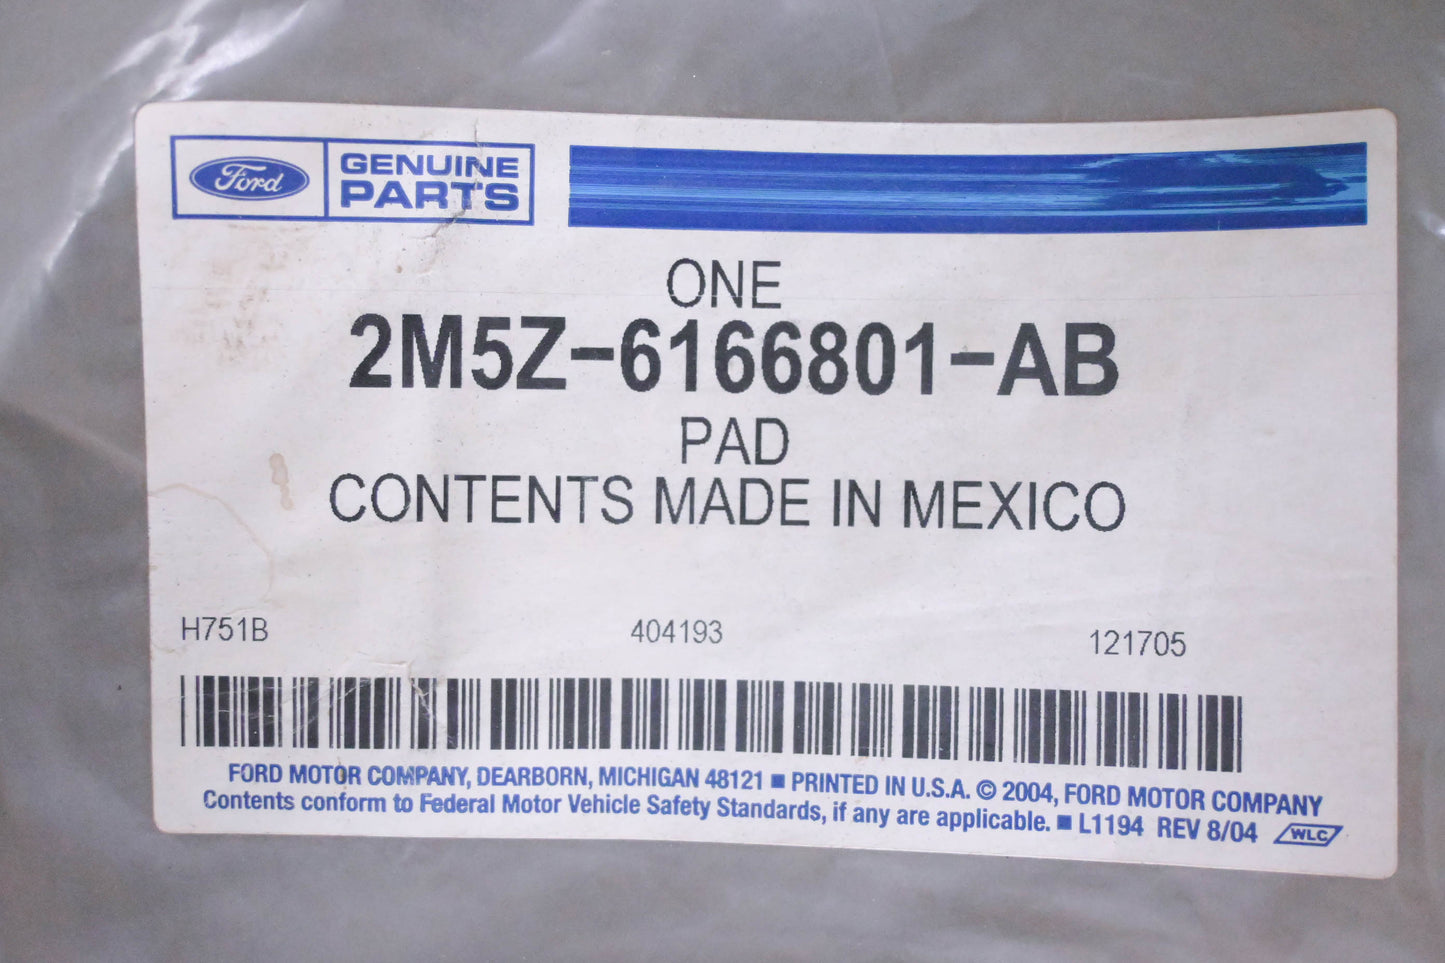 Ford GENUINE
PARTS
ONE
2M5Z-6166801-AB
PAD
CONTENTS MADE IN MEXICO
H751B 404193 121705
FORD MOTOR COMPANY, DEARBORN, MICHIGAN 48121 ■ PRINTED IN U.S.A. © 2004, FORD MOTOR COMPANY
Contents conform to Federal Motor Vehicle Safety Standards, if any are applicable. ■ L1194 REV 8/04 WLC